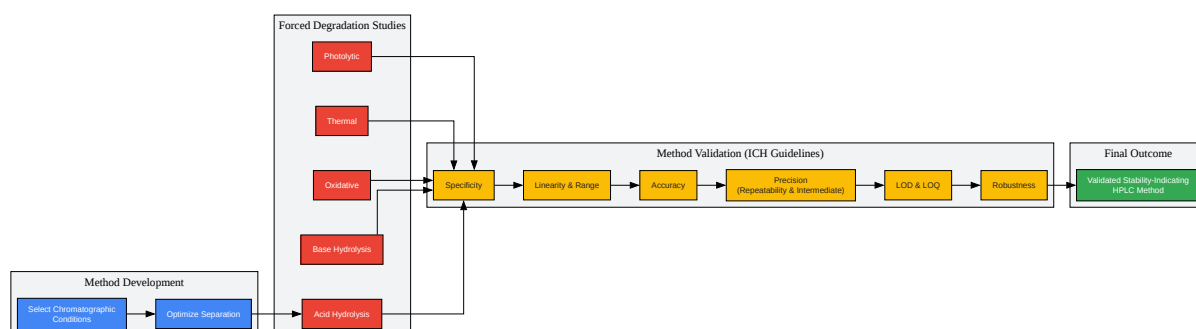 Forced Degradation Studies
Photolytic
Thermal
Oxidative
Base Hydrolysis
Acid Hydrolysis
Method Development
Select Chromatographic
Conditions
Optimize Separation
Method Validation (ICH Guidelines)
Specificity
Linearity & Range
Accuracy
Precision
(Repeatability & Intermediate)
LOD & LOQ
Robustness
Final Outcome
Validated Stability-Indicating
HPLC Method